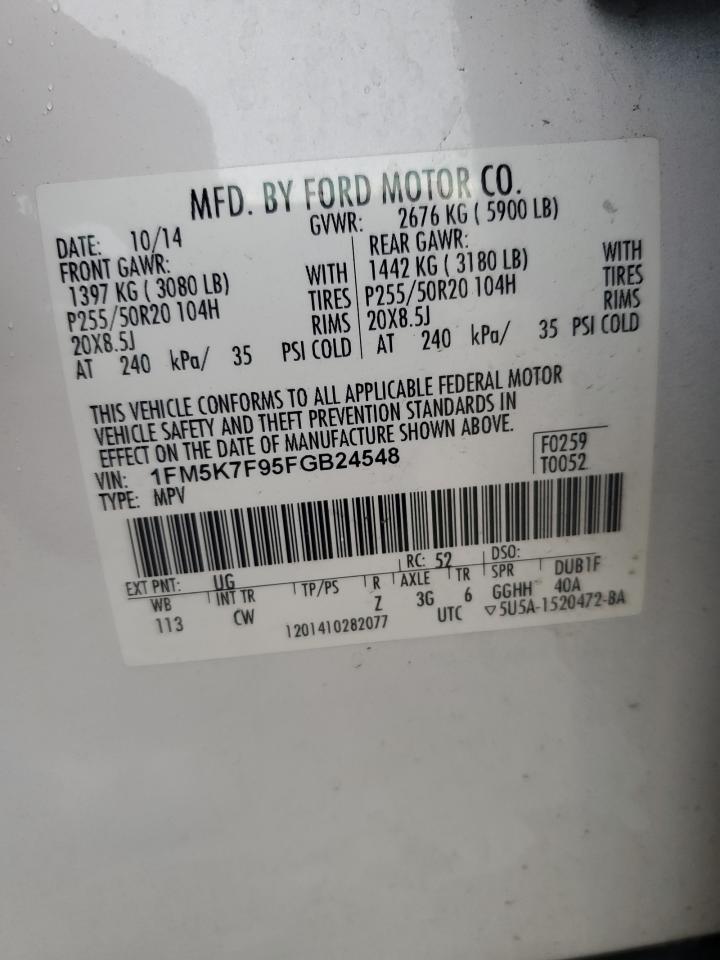 MFD. BY FORD MOTOR CO.
DATE: 10/14 GVWR: 2676 KG ( 5900 LB)
FRONT GAWR: REAR GAWR:
1397 KG ( 3080 LB) WITH 1442 KG ( 3180 LB) WITH
P255/50R20 104H TIRES P255/50R20 104H TIRES
20X8.5J RIMS 20X8.5J RIMS
AT 240 kPa/ 35 PSI COLD AT 240 kPa/ 35 PSI COLD
THIS VEHICLE CONFORMS TO ALL APPLICABLE FEDERAL MOTOR
VEHICLE SAFETY AND THEFT PREVENTION STANDARDS IN
EFFECT ON THE DATE OF MANUFACTURE SHOWN ABOVE.
VIN: 1FM5K7F95FGB24548 F0259
TYPE: MPV T0052
EXT PNT: UG RC: 52 DSO:
WB INT TR TP/PS R AXLE TR SPR DUB1F
113 CW Z 3G 6 GGHH 40A
1201410282077 UTC ▽5U5A-1520472-BA